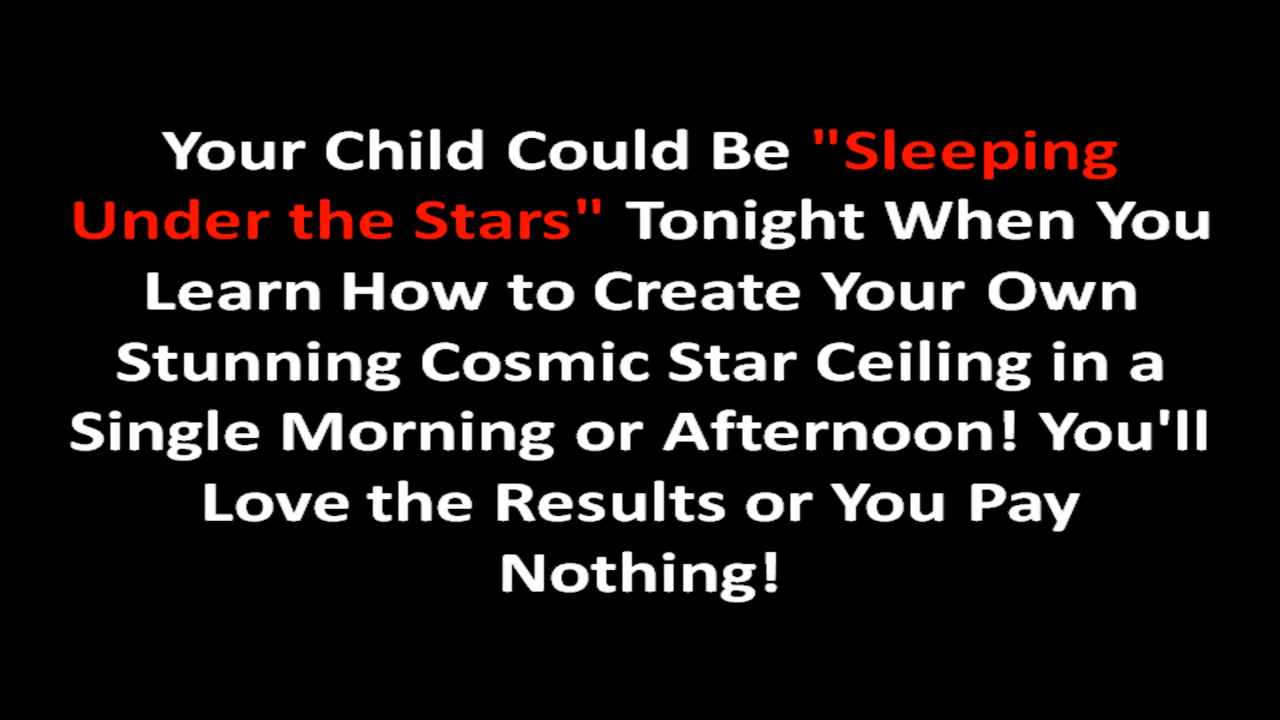 Your Child Could Be "Sleeping
Under the Stars" Tonight When You
Learn How to Create Your Own
Stunning Cosmic Star Ceiling in a
Single Morning or Afternoon! You'll
Love the Results or You Pay
Nothing!